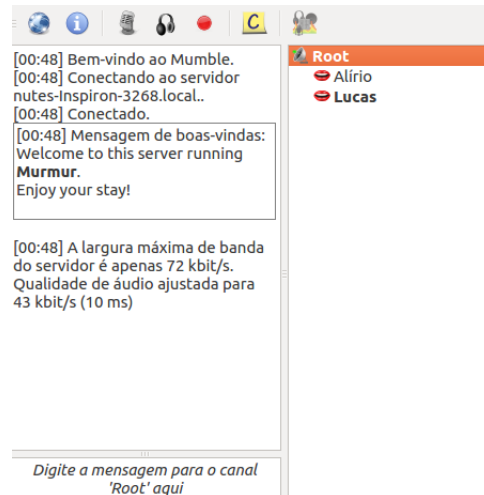 C
[00:48] Bem-vindo ao Mumble.
[00:48] Conectando ao servidor
nutes-Inspiron-3268.local..
[00:48] Conectado.
[00:48] Mensagem de boas-vindas:
Welcome to this server running
Murmur.
Enjoy your stay!
[00:48] A largura máxima de banda
do servidor é apenas 72 kbit/s.
Qualidade de áudio ajustada para
43 kbit/s (10 ms)
Digite a mensagem para o canal
'Root' aqui
Root
Alírio
Lucas